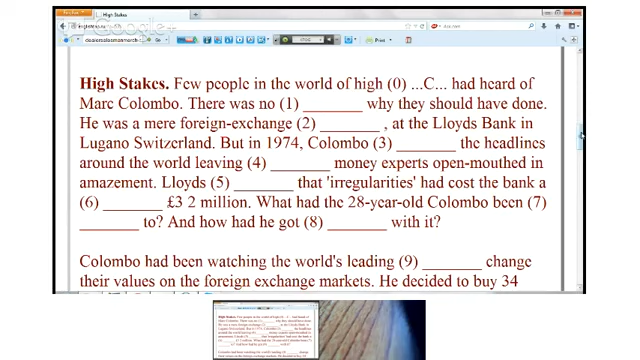 High Stakes
High Stakes. Few people in the world of high (0) ...C... had heard of
Marc Colombo. There was no (1) ________ why they should have done.
He was a mere foreign-exchange (2) ________ , at the Lloyds Bank in
Lugano Switzerland. But in 1974, Colombo (3) ________ the headlines
around the world leaving (4) ________ money experts open-mouthed in
amazement. Lloyds (5) ________ that 'irregularities' had cost the bank a
(6) ________ £3 2 million. What had the 28-year-old Colombo been (7)
________ to? And how had he got (8) ________ with it?
Colombo had been watching the world's leading (9) ________ change
their values on the foreign exchange markets. He decided to buy 34